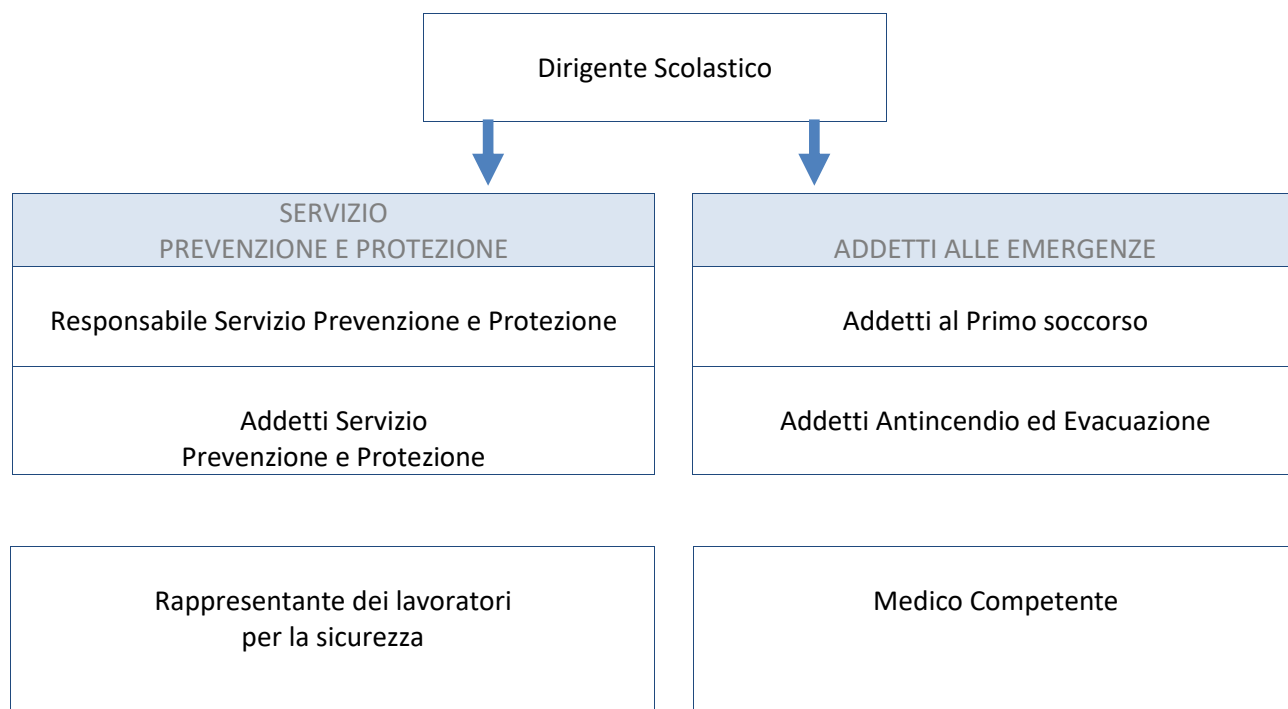 Dirigente Scolastico
SERVIZIO
PREVENZIONE E PROTEZIONE
Responsabile Servizio Prevenzione e Protezione
Addetti Servizio
Prevenzione e Protezione
ADDETTI ALLE EMERGENZE
Addetti al Primo soccorso
Addetti Antincendio ed Evacuazione
Rappresentante dei lavoratori
per la sicurezza
Medico Competente